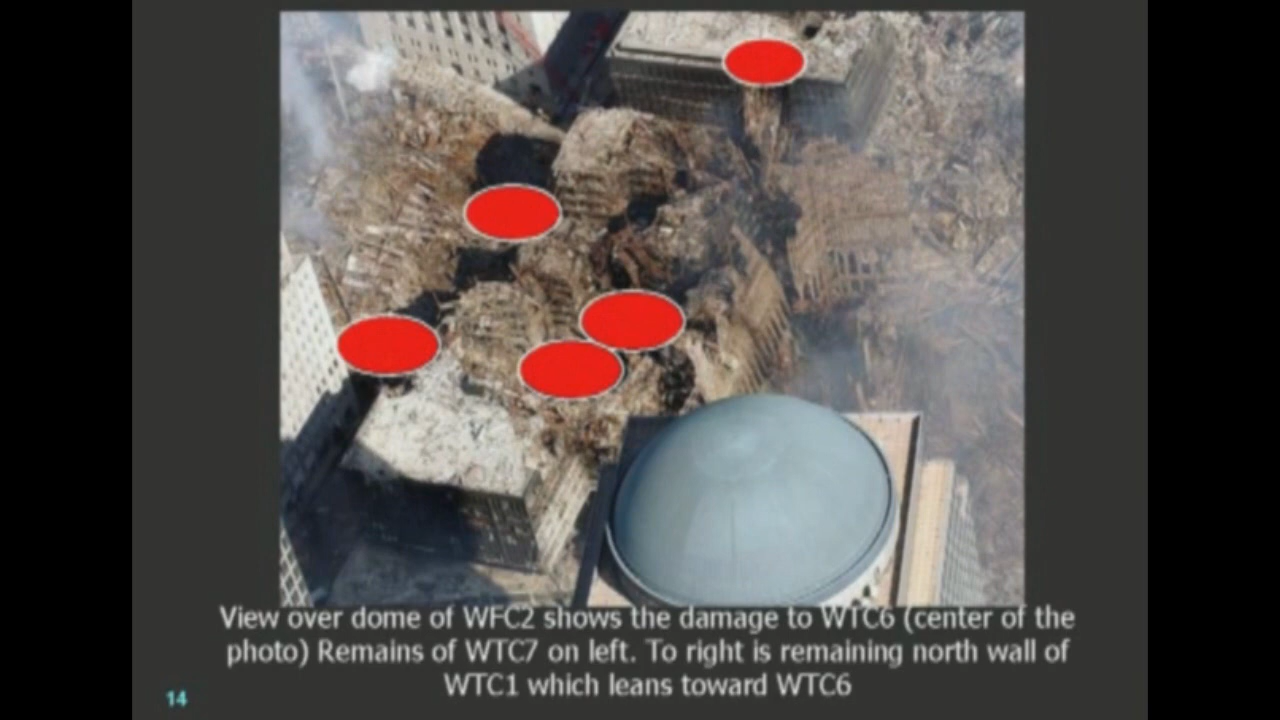 View over dome of WFC2 shows the damage to WTC6 (center of the
photo) Remains of WTC7 on left. To right is remaining north wall of
WTC1 which leans toward WTC6
14